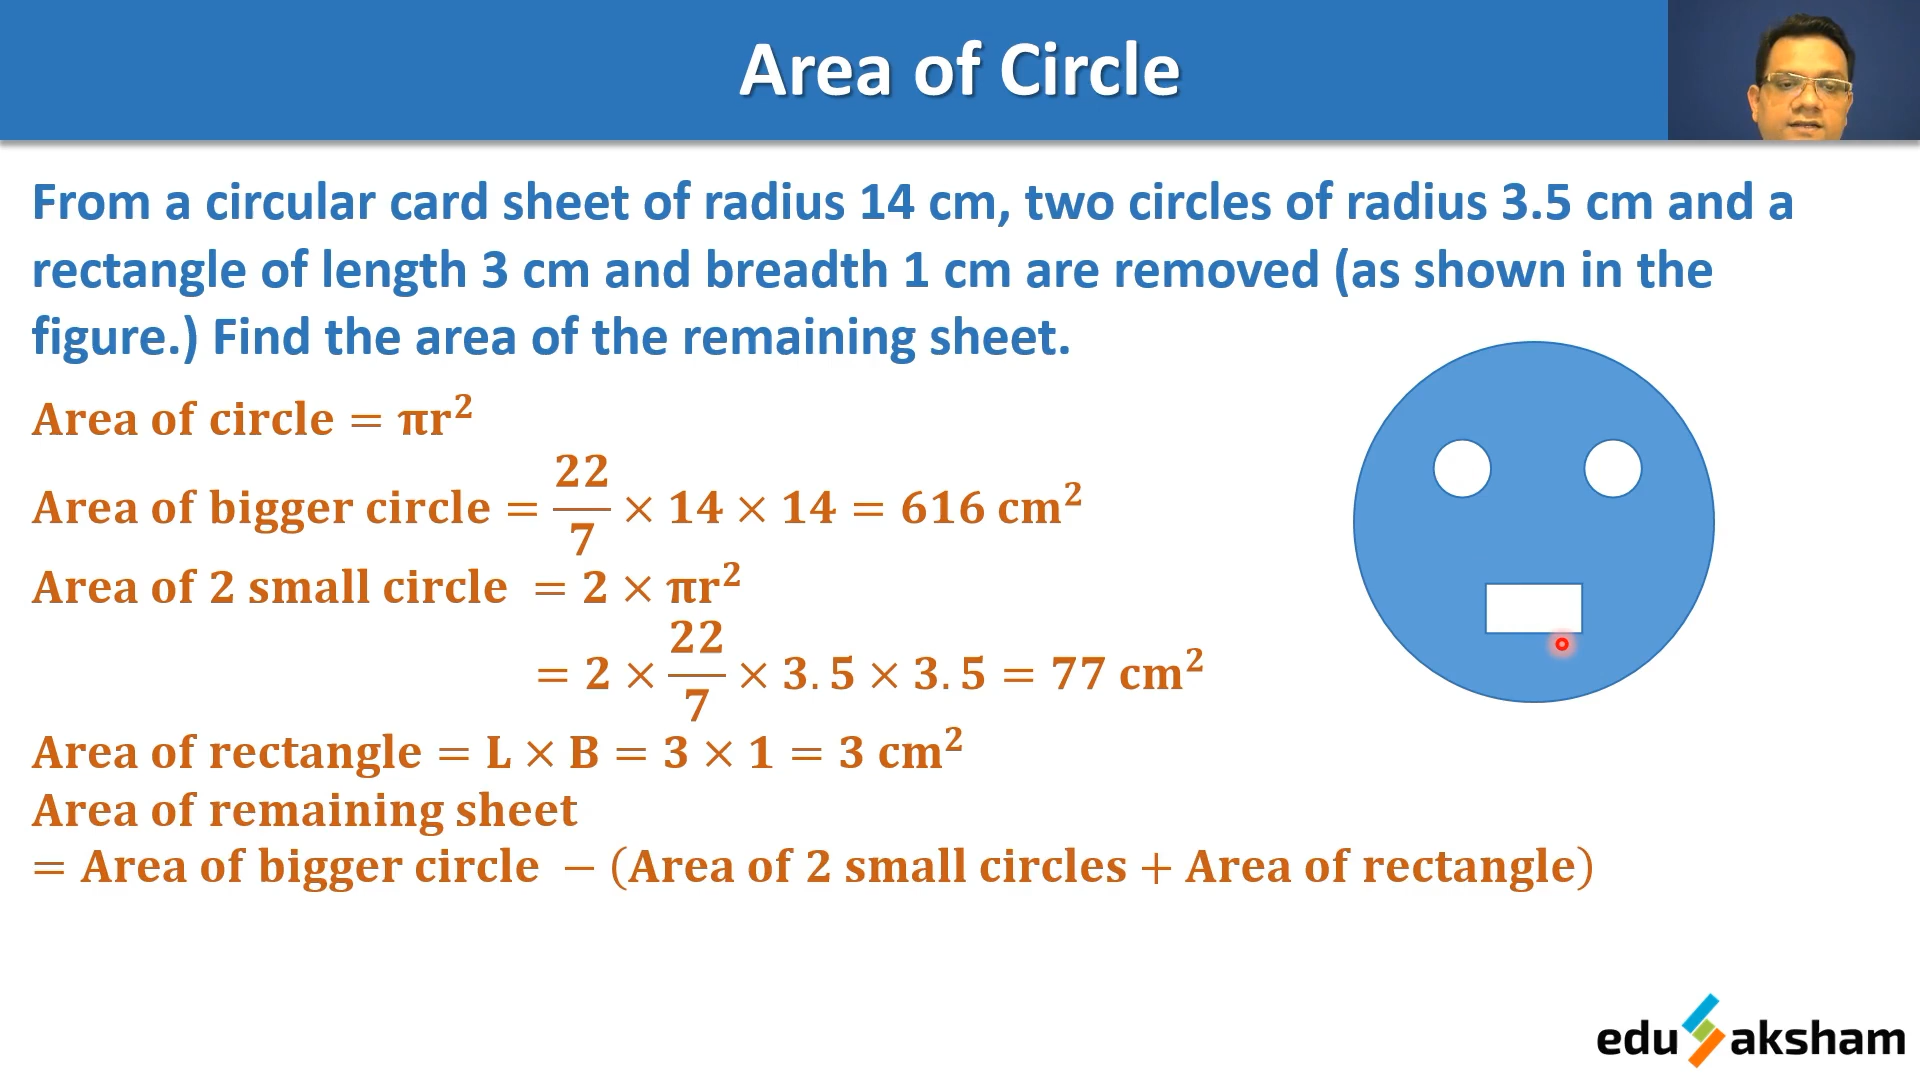 Area of Circle
From a circular card sheet of radius 14 cm, two circles of radius 3.5 cm and a
rectangle of length 3 cm and breadth 1 cm are removed (as shown in the
figure.) Find the area of the remaining sheet.
Area of circle = πr²
Area of bigger circle = 22/7 × 14 × 14 = 616 cm²
Area of 2 small circle = 2 × πr²
= 2 × 22/7 × 3.5 × 3.5 = 77 cm²
Area of rectangle = L × B = 3 × 1 = 3 cm²
Area of remaining sheet
= Area of bigger circle − (Area of 2 small circles + Area of rectangle)
edu aksham